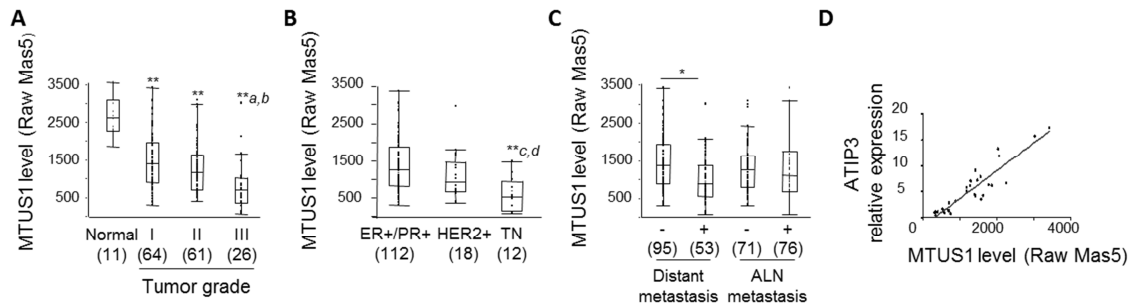 A
MTUS1 level (Raw Mas5)
3500
2500
1500
500
**
**
**a,b
Normal I II III
(11) (64) (61) (26)
Tumor grade
B
MTUS1 level (Raw Mas5)
3500
2500
1500
500
**c,d
ER+/PR+ HER2+ TN
(112) (18) (12)
C
MTUS1 level (Raw Mas5)
3500
2500
1500
500
*
- + - +
(95) (53) (71) (76)
Distant metastasis
ALN metastasis
D
ATIP3
relative expression
20
15
10
5
0 2000 4000
MTUS1 level (Raw Mas5)